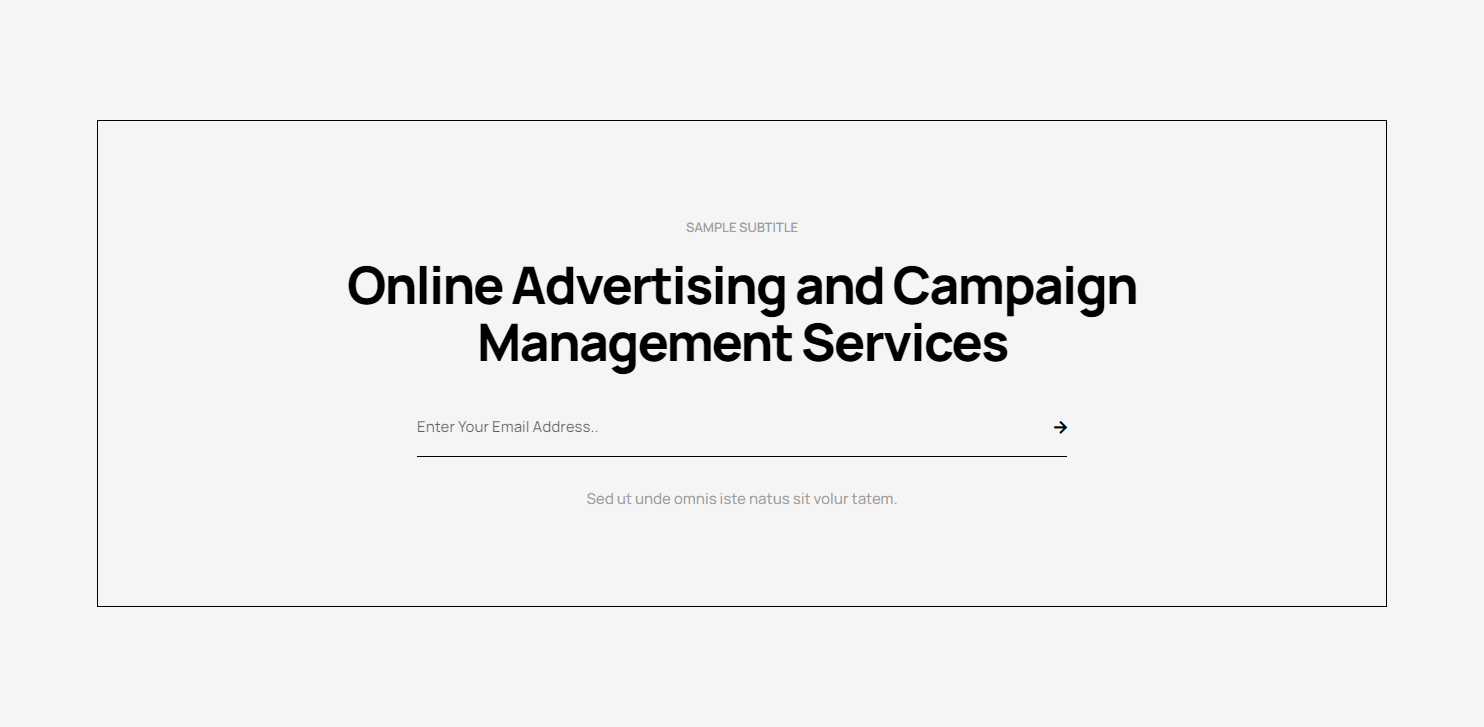 SAMPLE SUBTITLE
Online Advertising and Campaign
Management Services
Enter Your Email Address..
Sed ut unde omnis iste natus sit volur tatem.